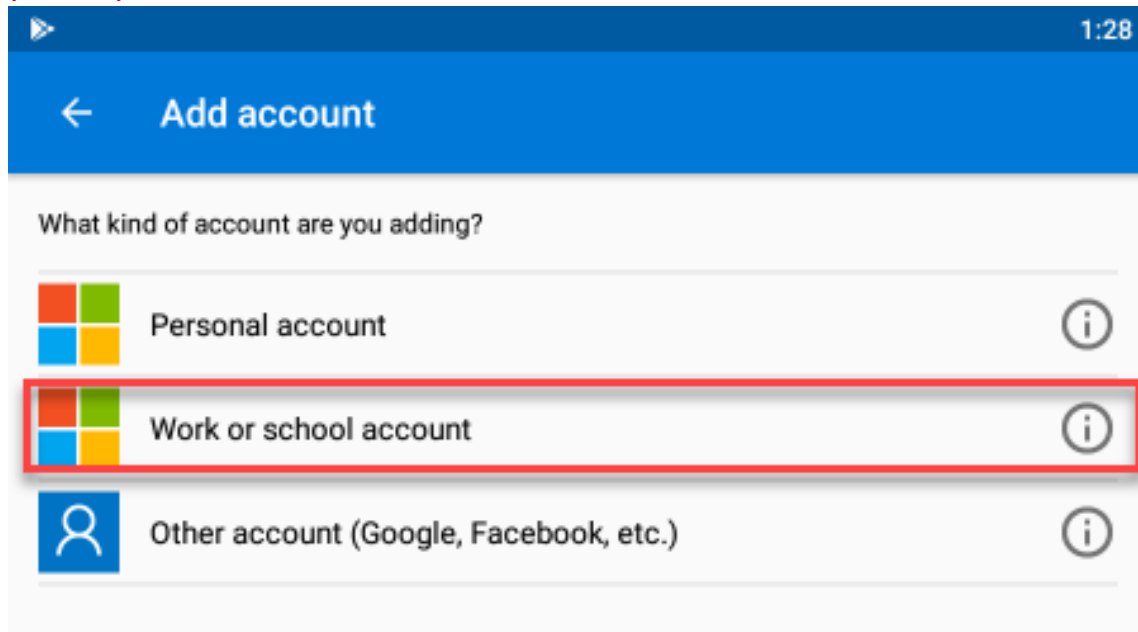 1:28
Add account
What kind of account are you adding?
Personal account
Work or school account
Other account (Google, Facebook, etc.)